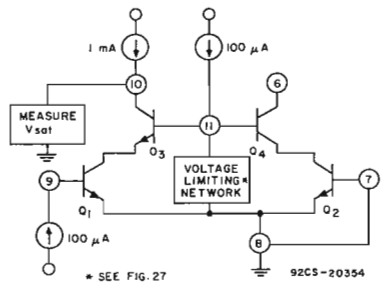 1 mA
100 μA
10
6
MEASURE
Vsat
11
Q3
Q4
9
VOLTAGE
LIMITING*
NETWORK
7
Q1
Q2
100 μA
8
* SEE FIG. 27
92CS-20354